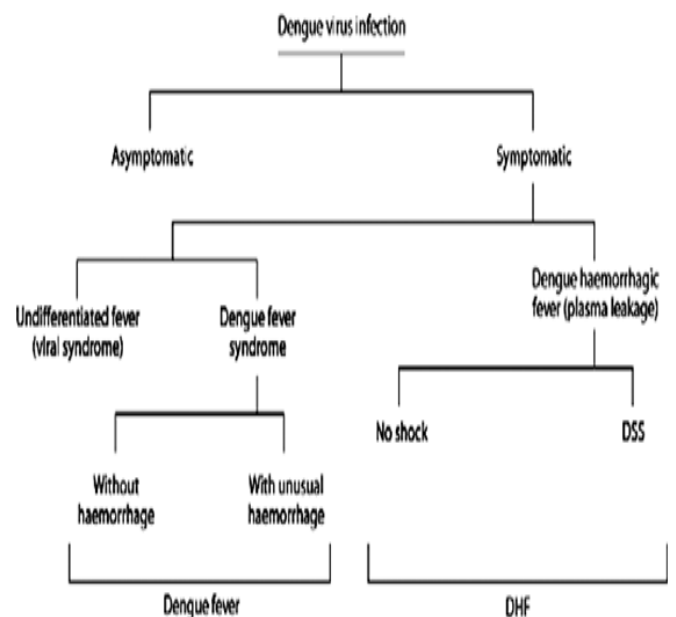 Dengue virus infection
Asymptomatic
Symptomatic
Undifferentiated fever
(viral syndrome)
Dengue fever
syndrome
Dengue haemorrhagic
fever (plasma leakage)
No shock
DSS
Without
haemorrhage
With unusual
haemorrhage
Dengue fever
DHF